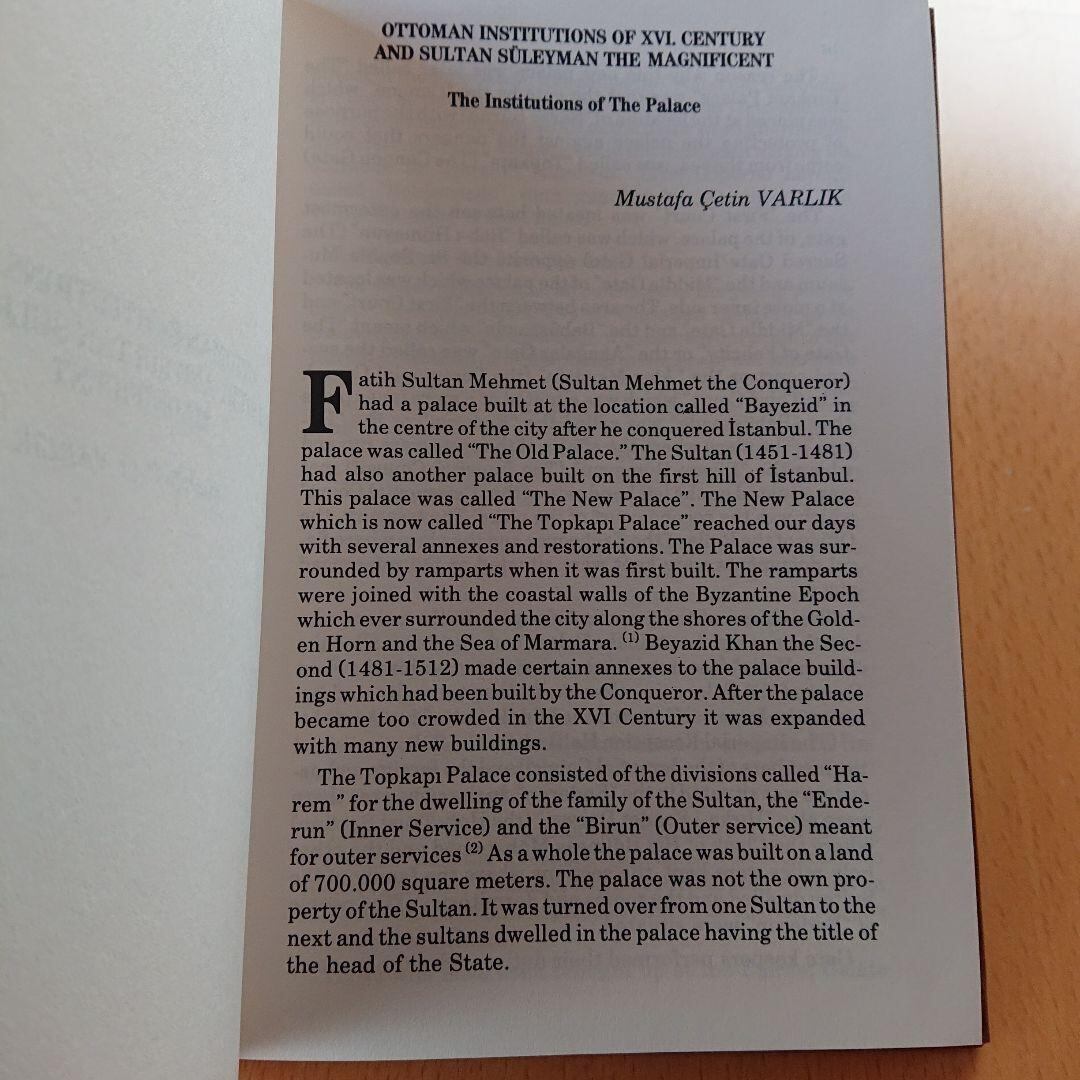 OTTOMAN INSTITUTIONS OF XVI. CENTURY
AND SULTAN SÜLEYMAN THE MAGNIFICENT
The Institutions of The Palace
Mustafa Çetin VARLIK
Fatih Sultan Mehmet (Sultan Mehmet the Conqueror)
had a palace built at the location called “Bayezid” in
the centre of the city after he conquered İstanbul. The
palace was called “The Old Palace.” The Sultan (1451-1481)
had also another palace built on the first hill of İstanbul.
This palace was called “The New Palace”. The New Palace
which is now called “The Topkapı Palace” reached our days
with several annexes and restorations. The Palace was sur-
rounded by ramparts when it was first built. The ramparts
were joined with the coastal walls of the Byzantine Epoch
which ever surrounded the city along the shores of the Gold-
en Horn and the Sea of Marmara. (1) Beyazid Khan the Sec-
ond (1481-1512) made certain annexes to the palace build-
ings which had been built by the Conqueror. After the palace
became too crowded in the XVI Century it was expanded
with many new buildings.
The Topkapı Palace consisted of the divisions called “Ha-
rem ” for the dwelling of the family of the Sultan, the “Ende-
run” (Inner Service) and the “Birun” (Outer service) meant
for outer services (2) As a whole the palace was built on a land
of 700.000 square meters. The palace was not the own pro-
perty of the Sultan. It was turned over from one Sultan to the
next and the sultans dwelled in the palace having the title of
the head of the State.